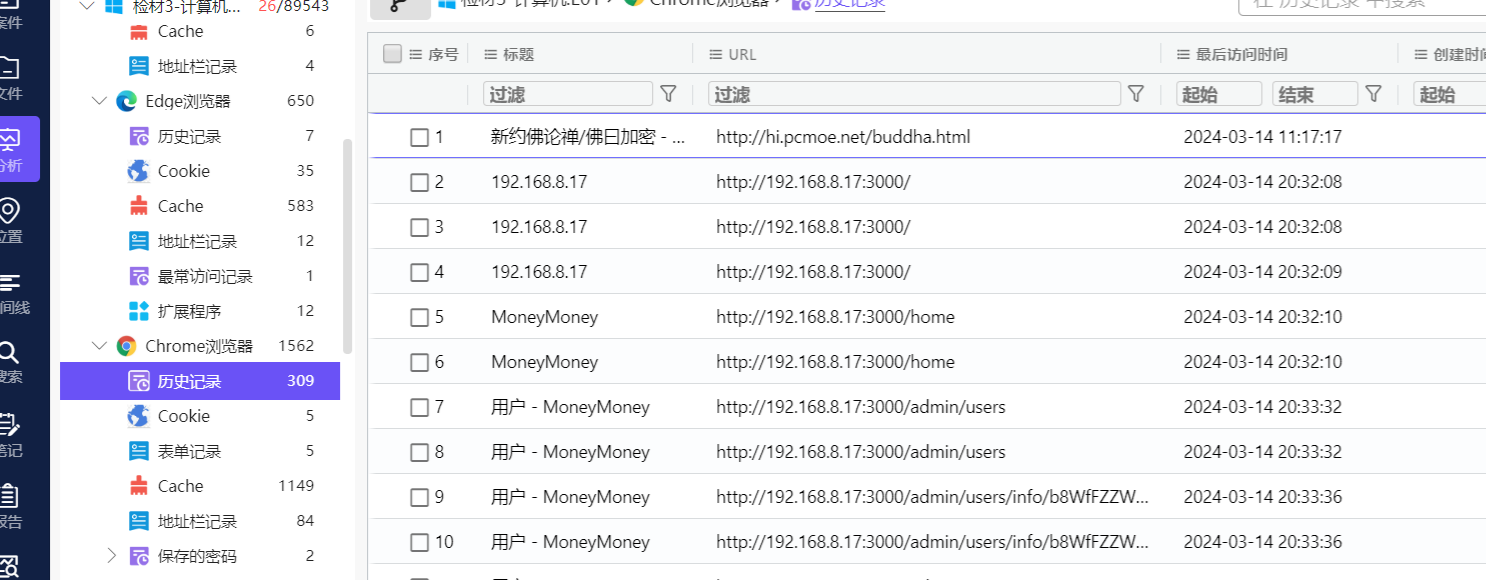 检材3-计算机... 26/89543
Cache 6
地址栏记录 4
Edge浏览器 650
历史记录 7
Cookie 35
Cache 583
地址栏记录 12
最常访问记录 1
扩展程序 12
Chrome浏览器 1562
历史记录 309
Cookie 5
表单记录 5
Cache 1149
地址栏记录 84
保存的密码 2
案件
文件
分析
位置
间线
搜索
笔记
报告
检材3-计算机.E01
Chrome浏览器
历史记录
在 历史记录 中搜索
序号 标题 URL 最后访问时间 创建时间
过滤 过滤 起始 结束 起始
1 新约佛论禅/佛曰加密 - ... http://hi.pcmoe.net/buddha.html 2024-03-14 11:17:17
2 192.168.8.17 http://192.168.8.17:3000/ 2024-03-14 20:32:08
3 192.168.8.17 http://192.168.8.17:3000/ 2024-03-14 20:32:08
4 192.168.8.17 http://192.168.8.17:3000/ 2024-03-14 20:32:09
5 MoneyMoney http://192.168.8.17:3000/home 2024-03-14 20:32:10
6 MoneyMoney http://192.168.8.17:3000/home 2024-03-14 20:32:10
7 用户 - MoneyMoney http://192.168.8.17:3000/admin/users 2024-03-14 20:33:32
8 用户 - MoneyMoney http://192.168.8.17:3000/admin/users 2024-03-14 20:33:32
9 用户 - MoneyMoney http://192.168.8.17:3000/admin/users/info/b8WfFZZW... 2024-03-14 20:33:36
10 用户 - MoneyMoney http://192.168.8.17:3000/admin/users/info/b8WfFZZW... 2024-03-14 20:33:36